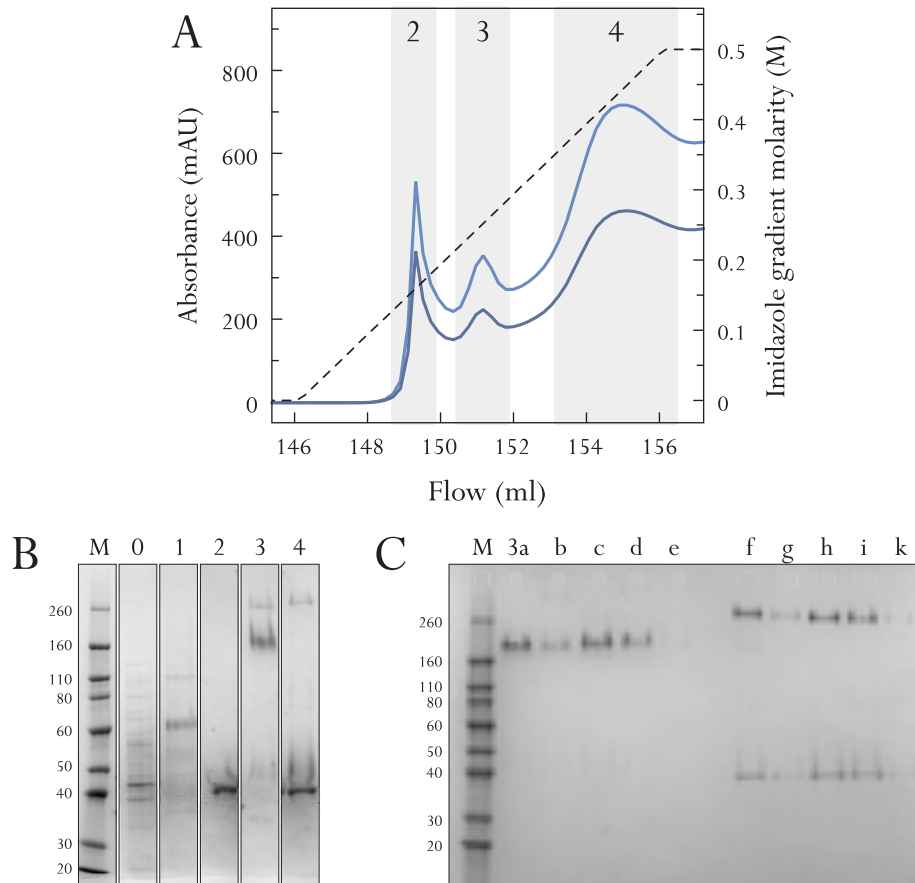 A
2 3 4
800
600
400
200
0
Absorbance (mAU)
0.5
0.4
0.3
0.2
0.1
0
Imidazole gradient molarity (M)
146 148 150 152 154 156
Flow (ml)
B
M 0 1 2 3 4
260
160
110
80
60
50
40
30
20
C
M 3a b c d e f g h i k
260
160
110
80
60
50
40
30
20